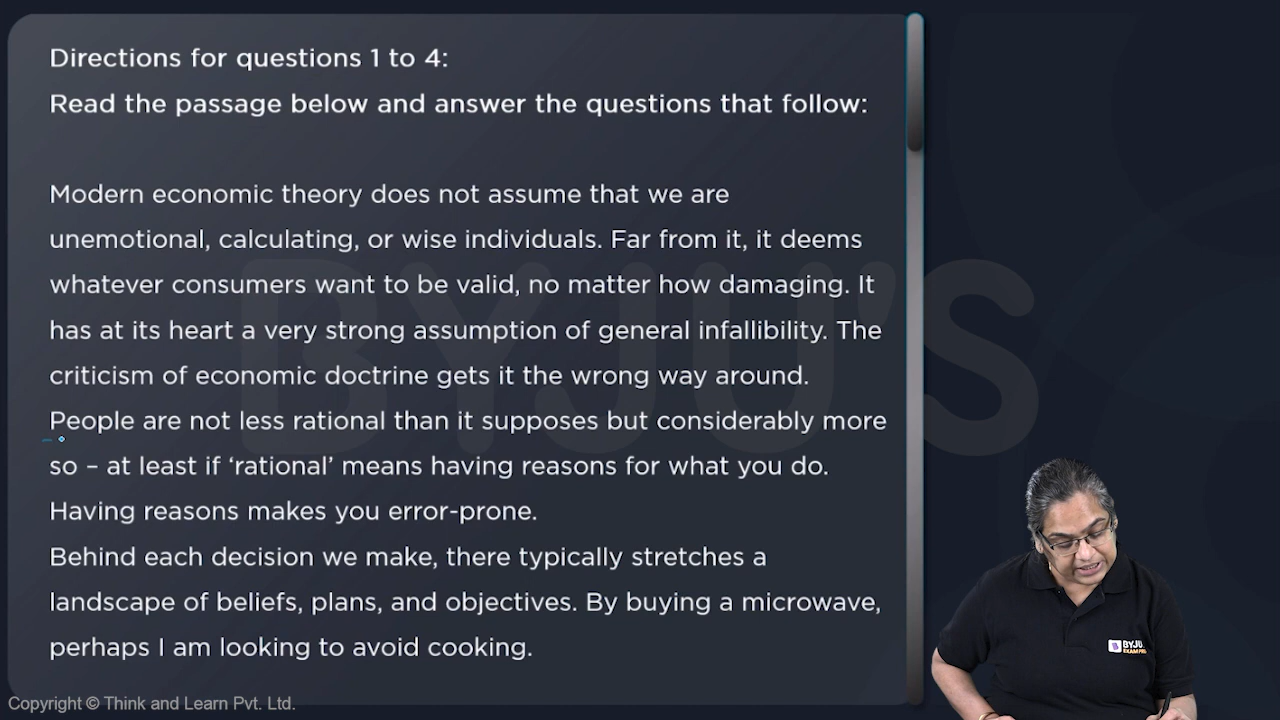 Directions for questions 1 to 4:
Read the passage below and answer the questions that follow:
Modern economic theory does not assume that we are
unemotional, calculating, or wise individuals. Far from it, it deems
whatever consumers want to be valid, no matter how damaging. It
has at its heart a very strong assumption of general infallibility. The
criticism of economic doctrine gets it the wrong way around.
People are not less rational than it supposes but considerably more
so – at least if ‘rational’ means having reasons for what you do.
Having reasons makes you error-prone.
Behind each decision we make, there typically stretches a
landscape of beliefs, plans, and objectives. By buying a microwave,
perhaps I am looking to avoid cooking.
BYJU'S
BYJU'S
EXAM PREP
Copyright © Think and Learn Pvt. Ltd.